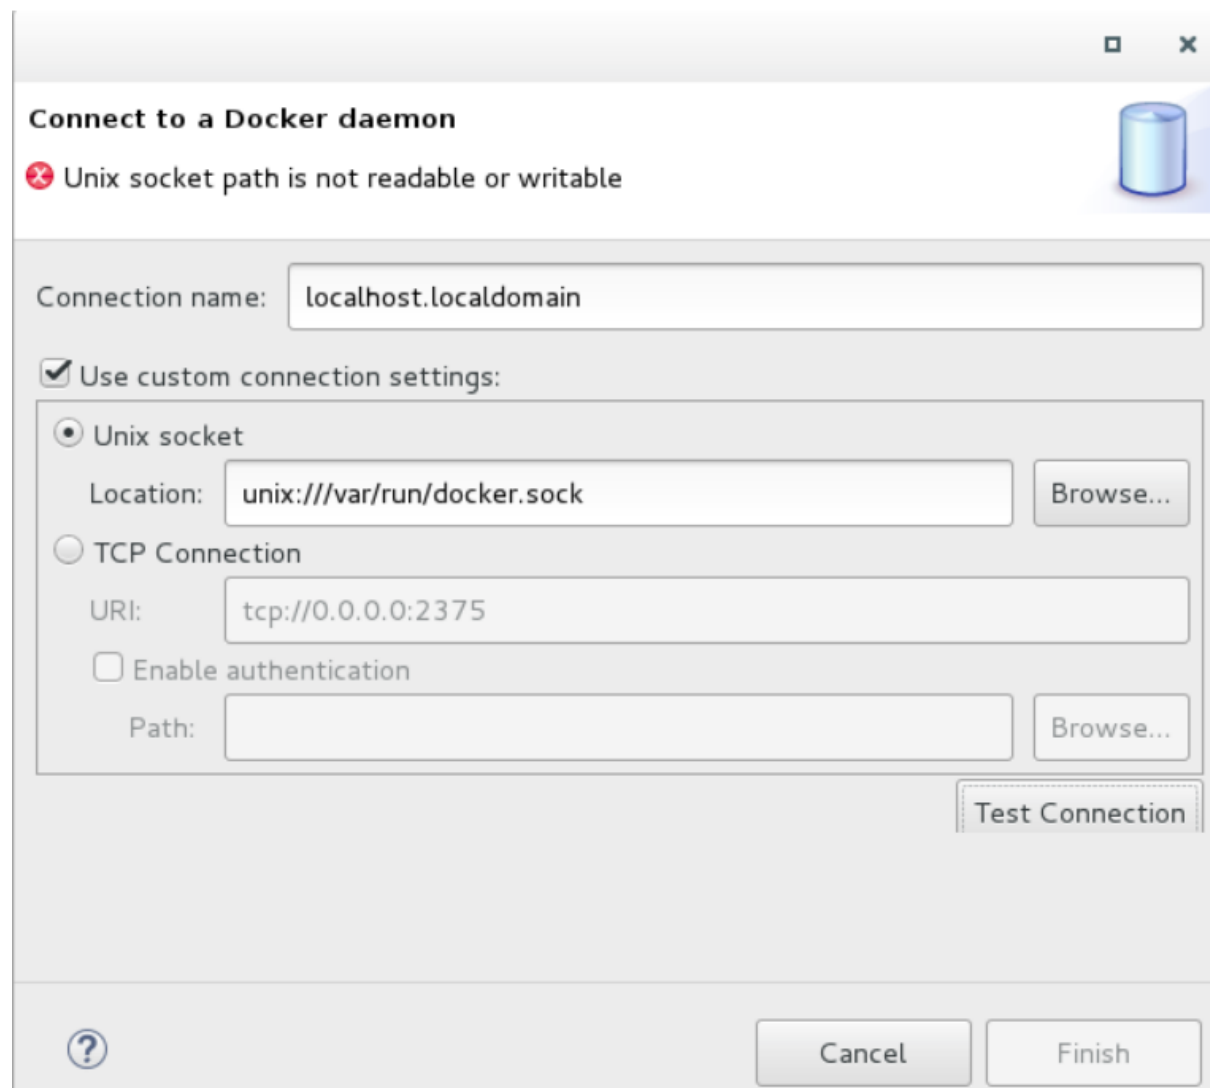 Connect to a Docker daemon
Unix socket path is not readable or writable
Connection name: localhost.localdomain
Use custom connection settings:
Unix socket
Location: unix:///var/run/docker.sock Browse...
TCP Connection
URI: tcp://0.0.0.0:2375
Enable authentication
Path: Browse...
Test Connection
? Cancel Finish